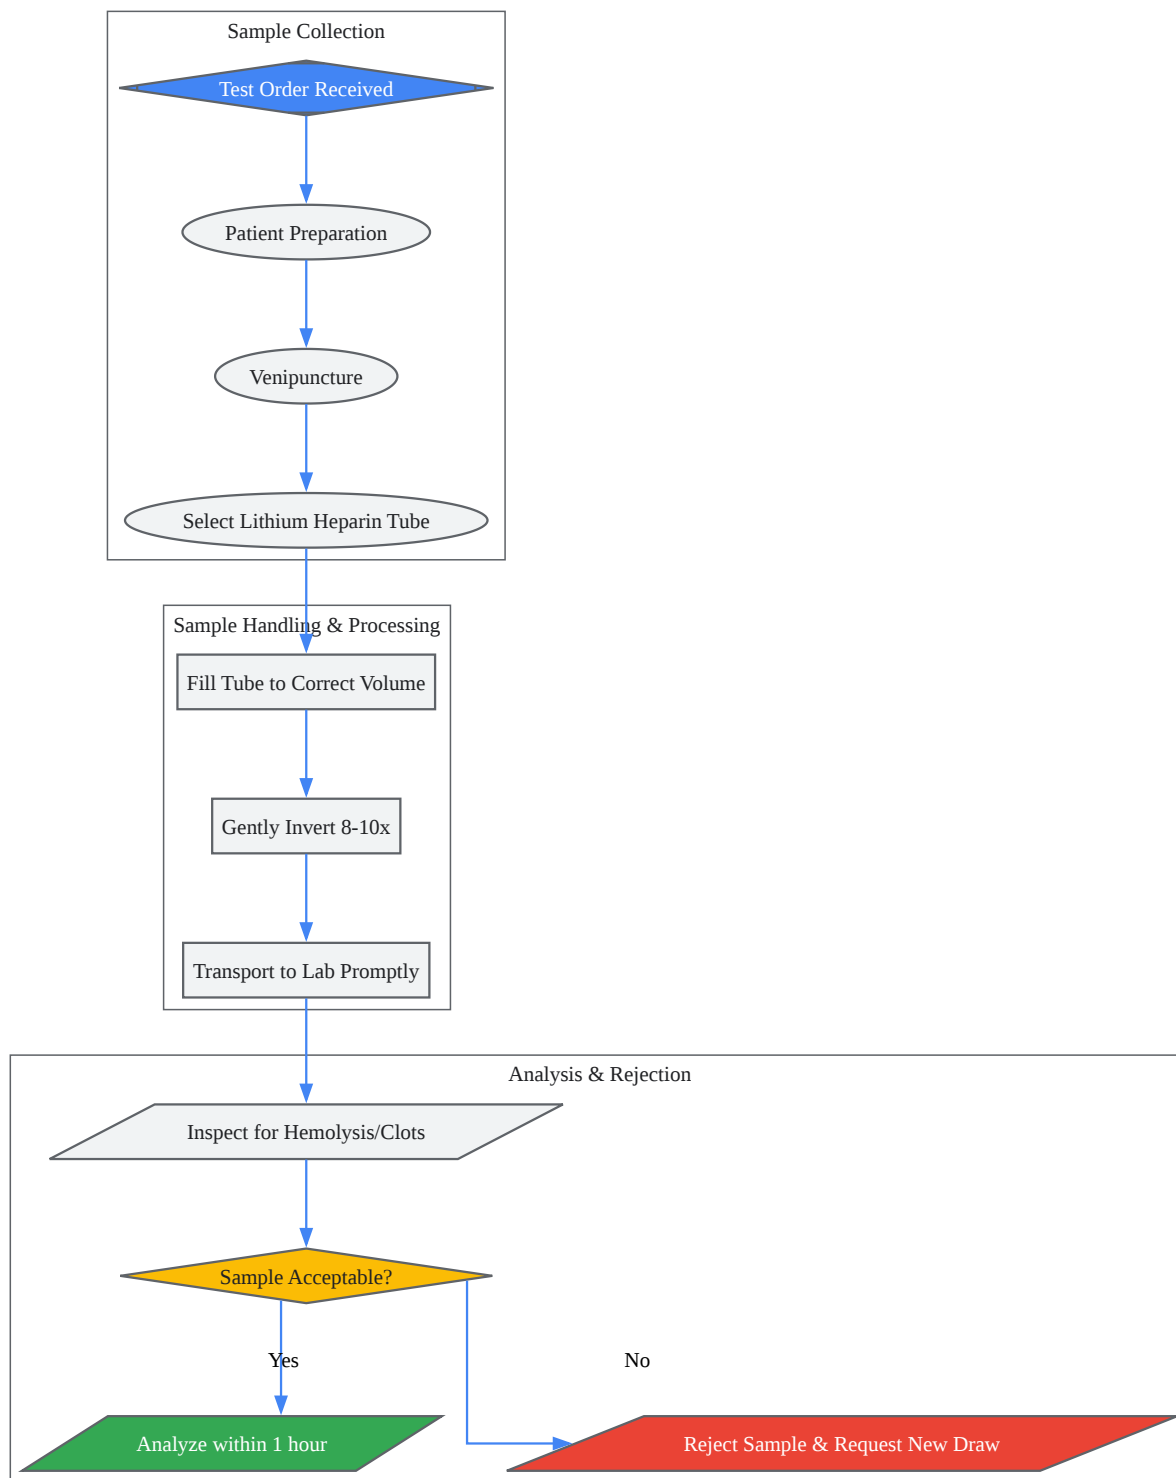 Sample Collection
Test Order Received
Patient Preparation
Venipuncture
Select Lithium Heparin Tube
Sample Handling & Processing
Fill Tube to Correct Volume
Gently Invert 8-10x
Transport to Lab Promptly
Analysis & Rejection
Inspect for Hemolysis/Clots
Sample Acceptable?
Yes
No
Analyze within 1 hour
Reject Sample & Request New Draw